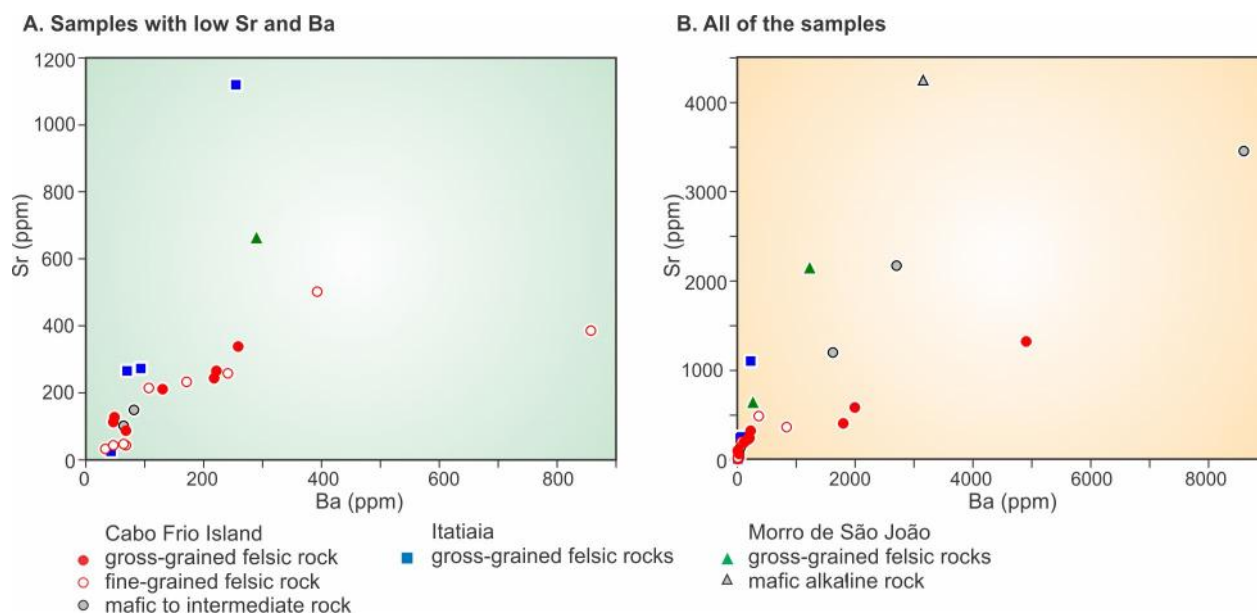 A. Samples with low Sr and Ba
1200
1000
800
600
400
200
0
Sr (ppm)
0 200 400 600 800
Ba (ppm)
B. All of the samples
4000
3000
2000
1000
0
Sr (ppm)
0 2000 4000 6000 8000
Ba (ppm)
Cabo Frio Island
gross-grained felsic rock
fine-grained felsic rock
mafic to intermediate rock
Itatiaia
gross-grained felsic rocks
Morro de São João
gross-grained felsic rocks
mafic alkaline rock